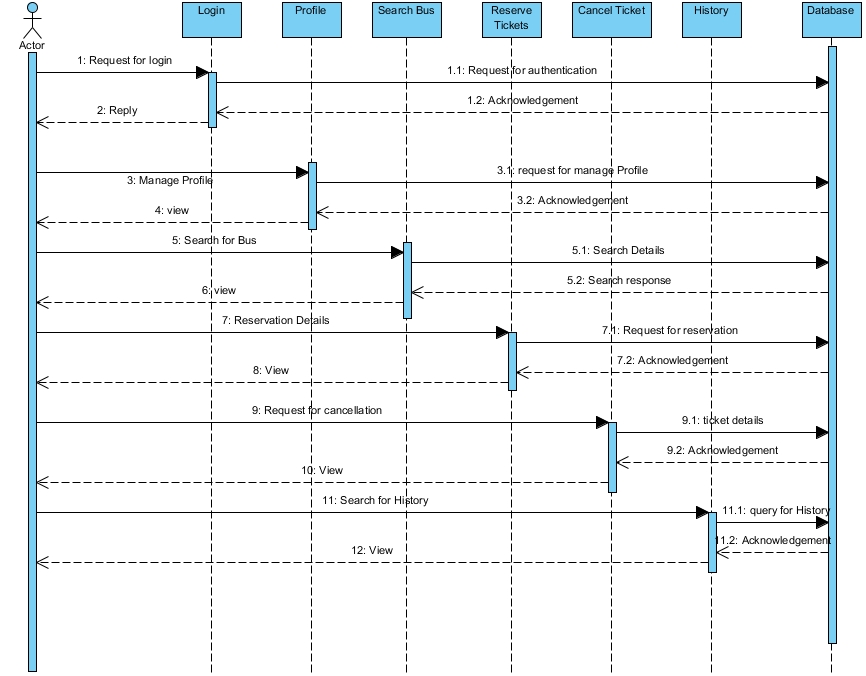 Login
Profile
Search Bus
Reserve
Tickets
Cancel Ticket
History
Database
Actor
1: Request for login
1.1: Request for authentication
1.2: Acknowledgement
2: Reply
3: Manage Profile
3.1: request for manage Profile
3.2: Acknowledgement
4: view
5: Search for Bus
5.1: Search Details
5.2: Search response
6: view
7: Reservation Details
7.1: Request for reservation
7.2: Acknowledgement
8: View
9: Request for cancellation
9.1: ticket details
9.2: Acknowledgement
10: View
11: Search for History
11.1: query for History
11.2: Acknowledgement
12: View